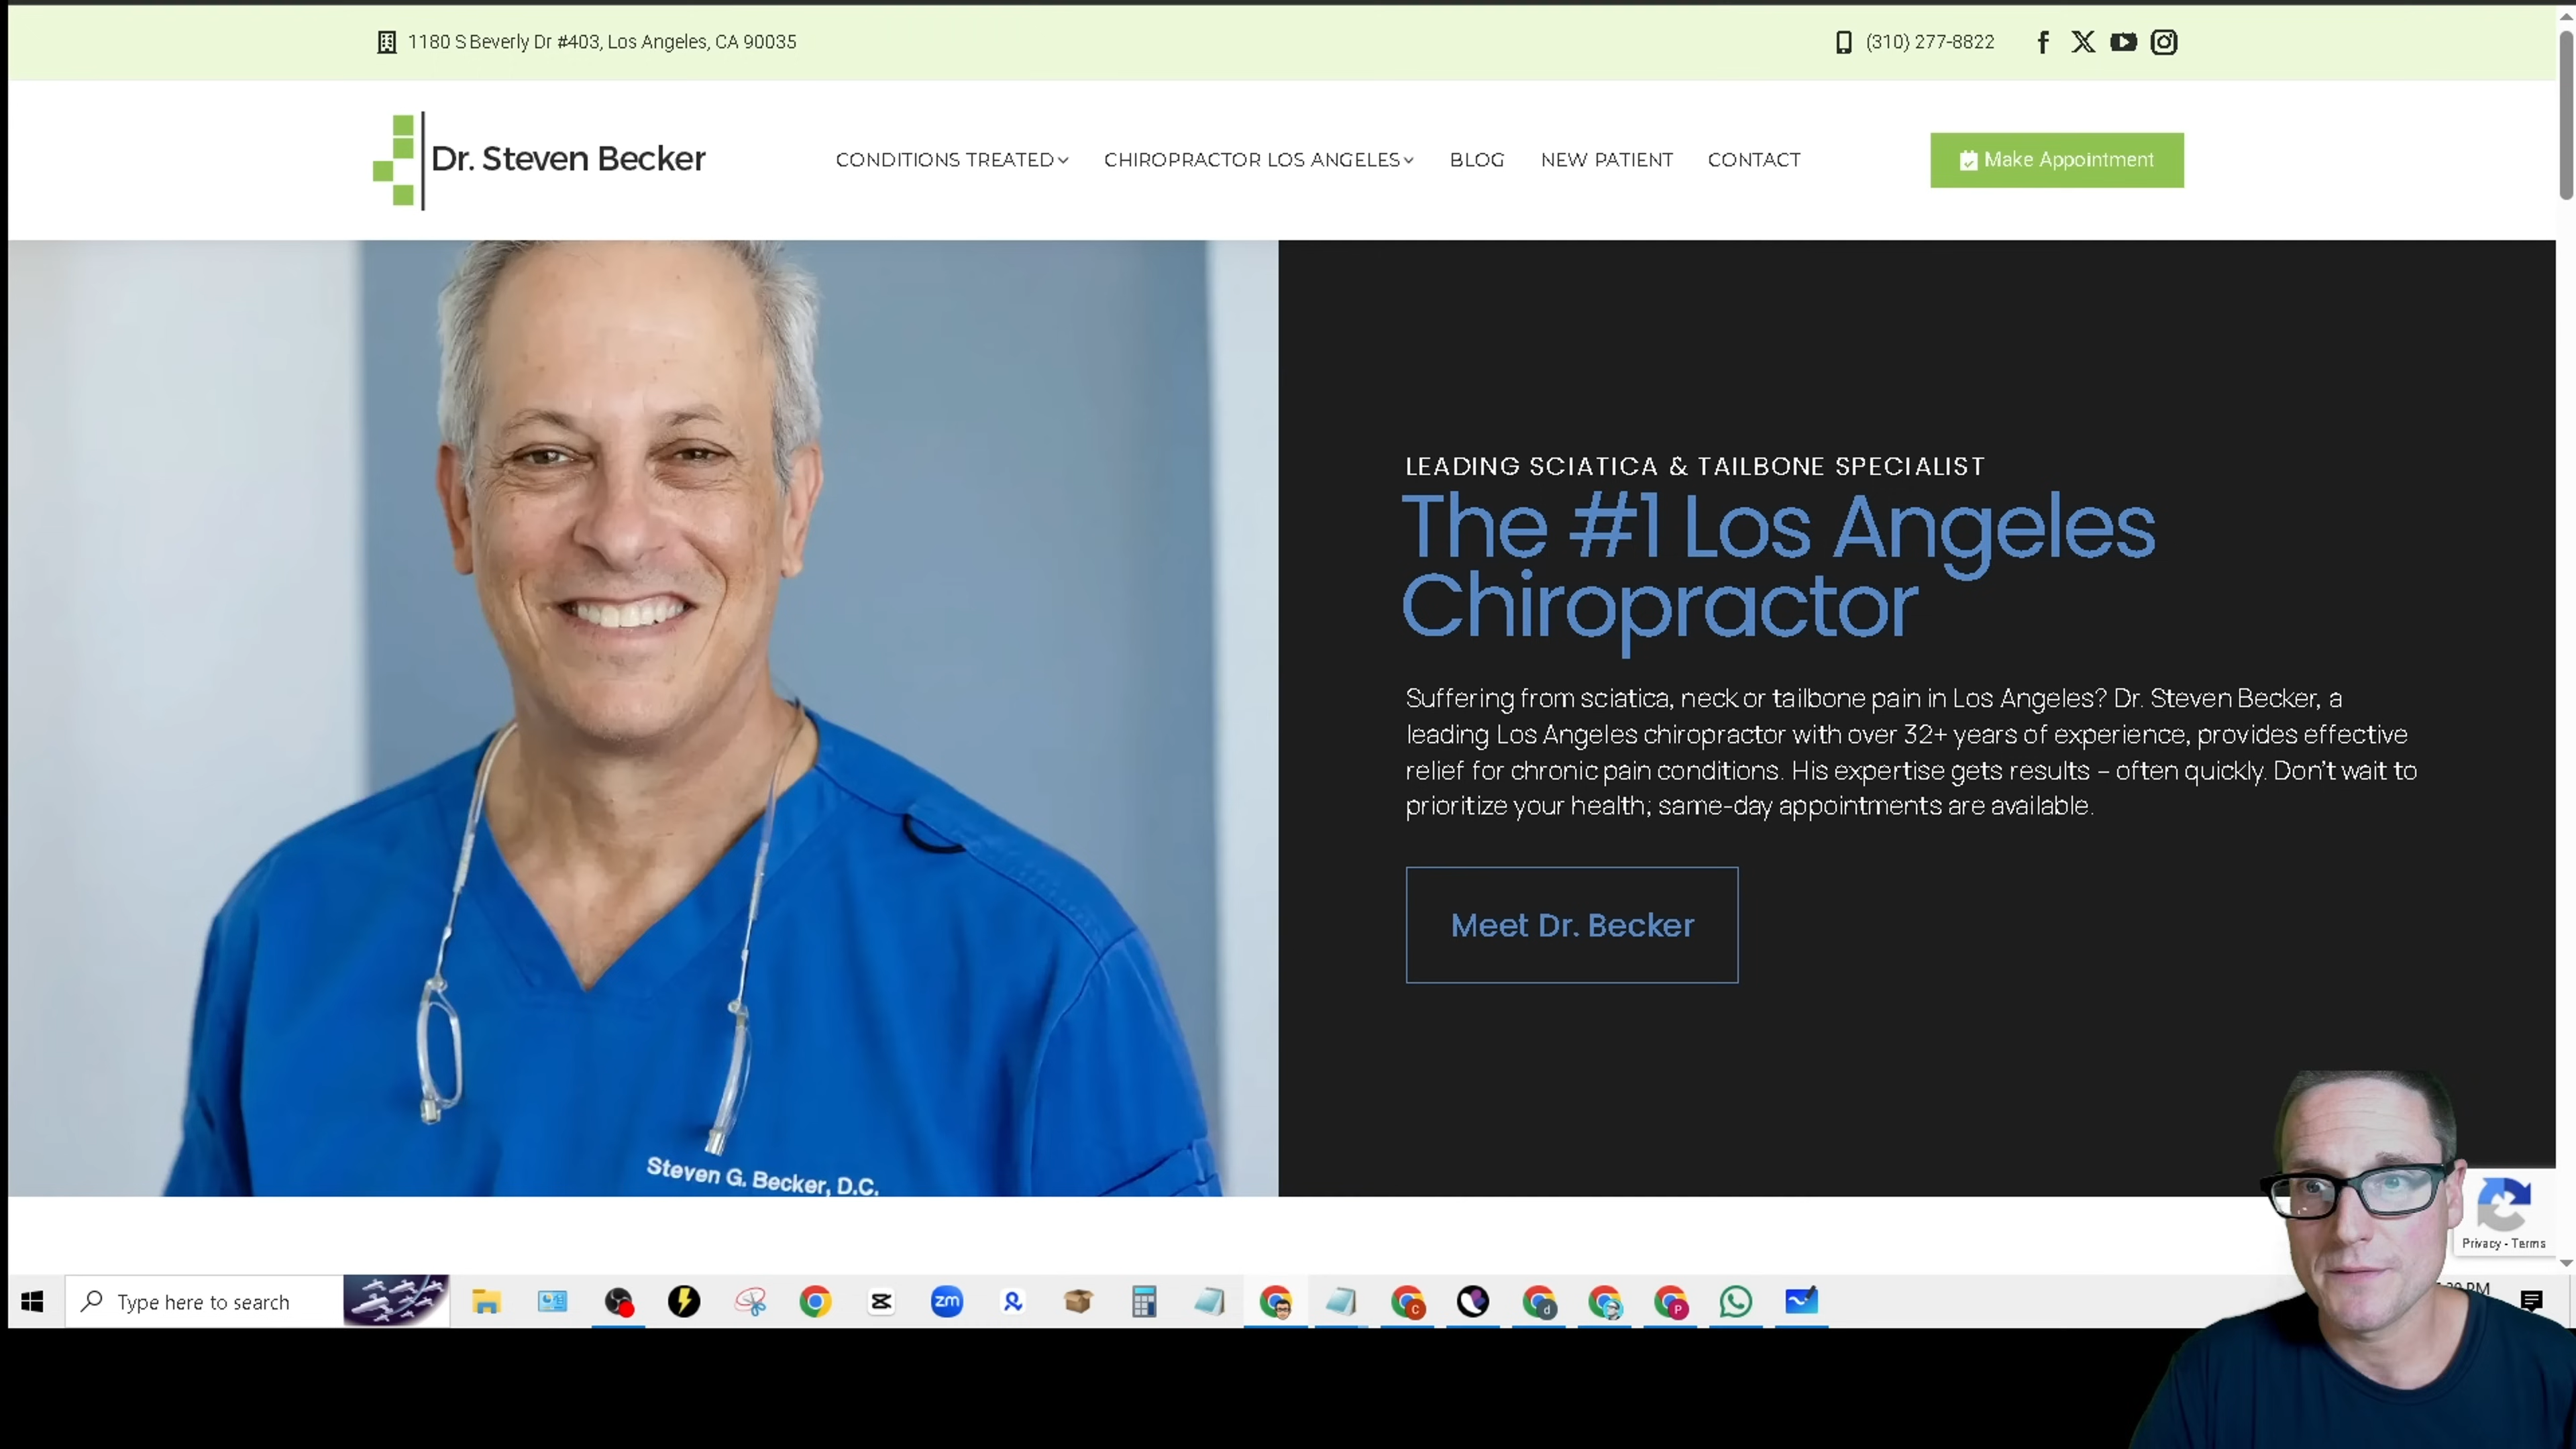 1180 S Beverly Dr #403, Los Angeles, CA 90035
(310) 277-8822
Dr. Steven Becker
CONDITIONS TREATED
CHIROPRACTOR LOS ANGELES
BLOG
NEW PATIENT
CONTACT
Make Appointment
LEADING SCIATICA & TAILBONE SPECIALIST
The #1 Los Angeles
Chiropractor
Suffering from sciatica, neck or tailbone pain in Los Angeles? Dr. Steven Becker, a
leading Los Angeles chiropractor with over 32+ years of experience, provides effective
relief for chronic pain conditions. His expertise gets results – often quickly. Don't wait to
prioritize your health; same-day appointments are available.
Meet Dr. Becker
Steven G. Becker, D.C.
Privacy - Terms
Type here to search
zm
C
d
P
PM